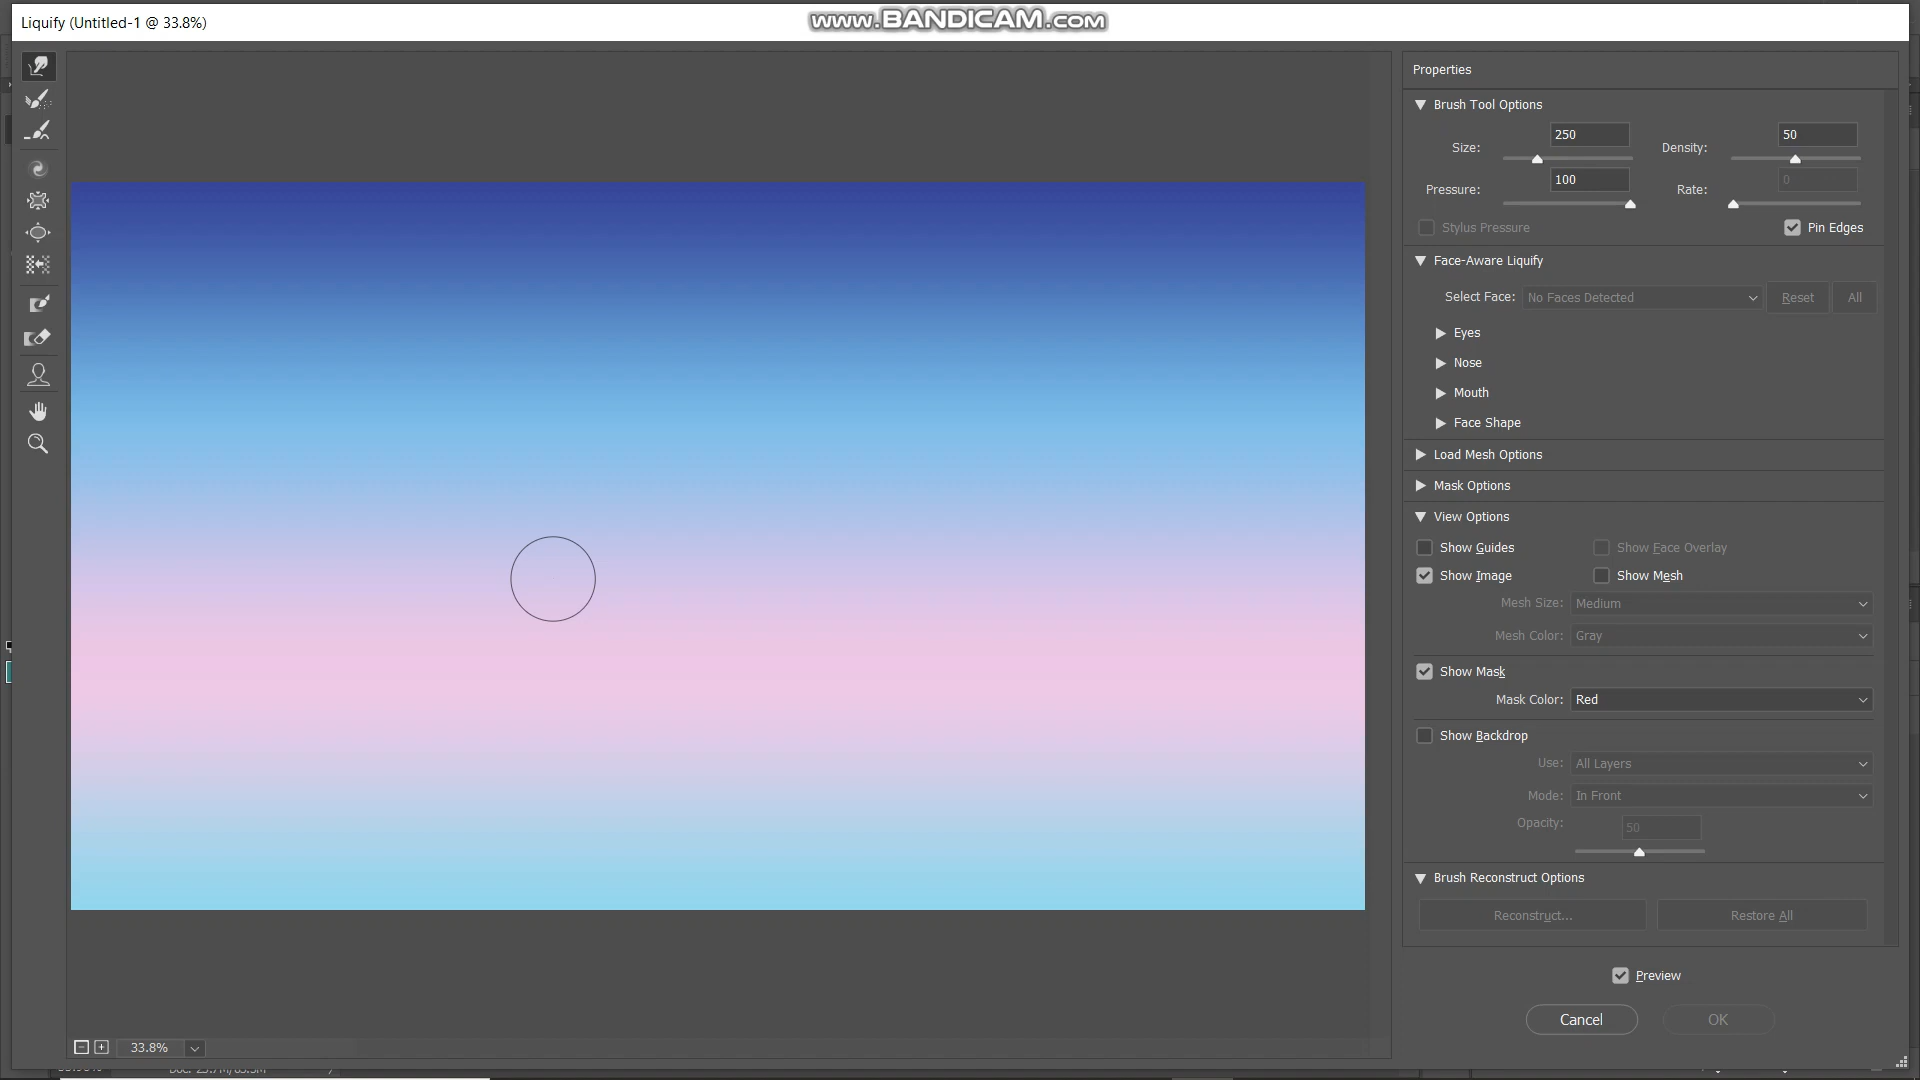 Liquify (Untitled-1 @ 33.8%)
www.BANDICAM.com
Properties
Brush Tool Options
Size: 250 Density: 50
Pressure: 100 Rate: 0
Stylus Pressure Pin Edges
Face-Aware Liquify
Select Face: No Faces Detected Reset All
Eyes
Nose
Mouth
Face Shape
Load Mesh Options
Mask Options
View Options
Show Guides Show Face Overlay
Show Image Show Mesh
Mesh Size: Medium
Mesh Color: Gray
Show Mask
Mask Color: Red
Show Backdrop
Use: All Layers
Mode: In Front
Opacity: 50
Brush Reconstruct Options
Reconstruct... Restore All
Preview
Cancel OK
33.8%